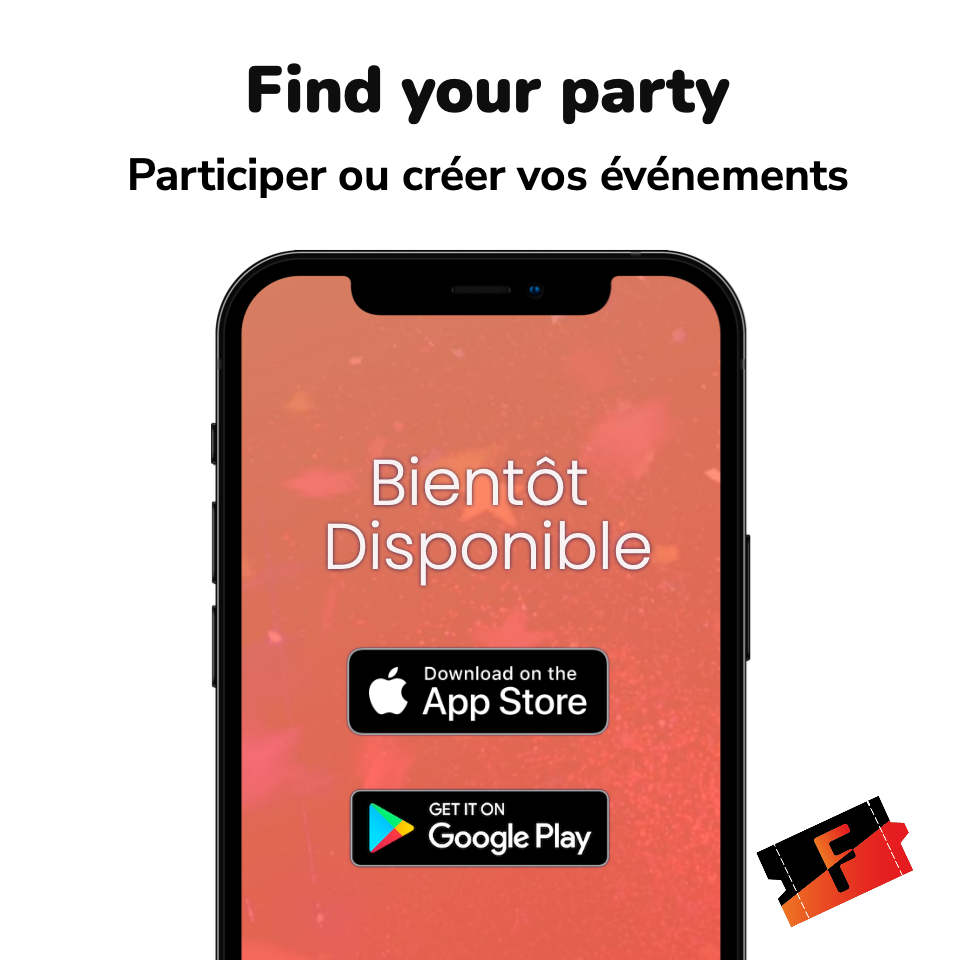 Find your party
Participer ou créer vos événements
Bientôt
Disponible
Download on the
App Store
GET IT ON
Google Play
F